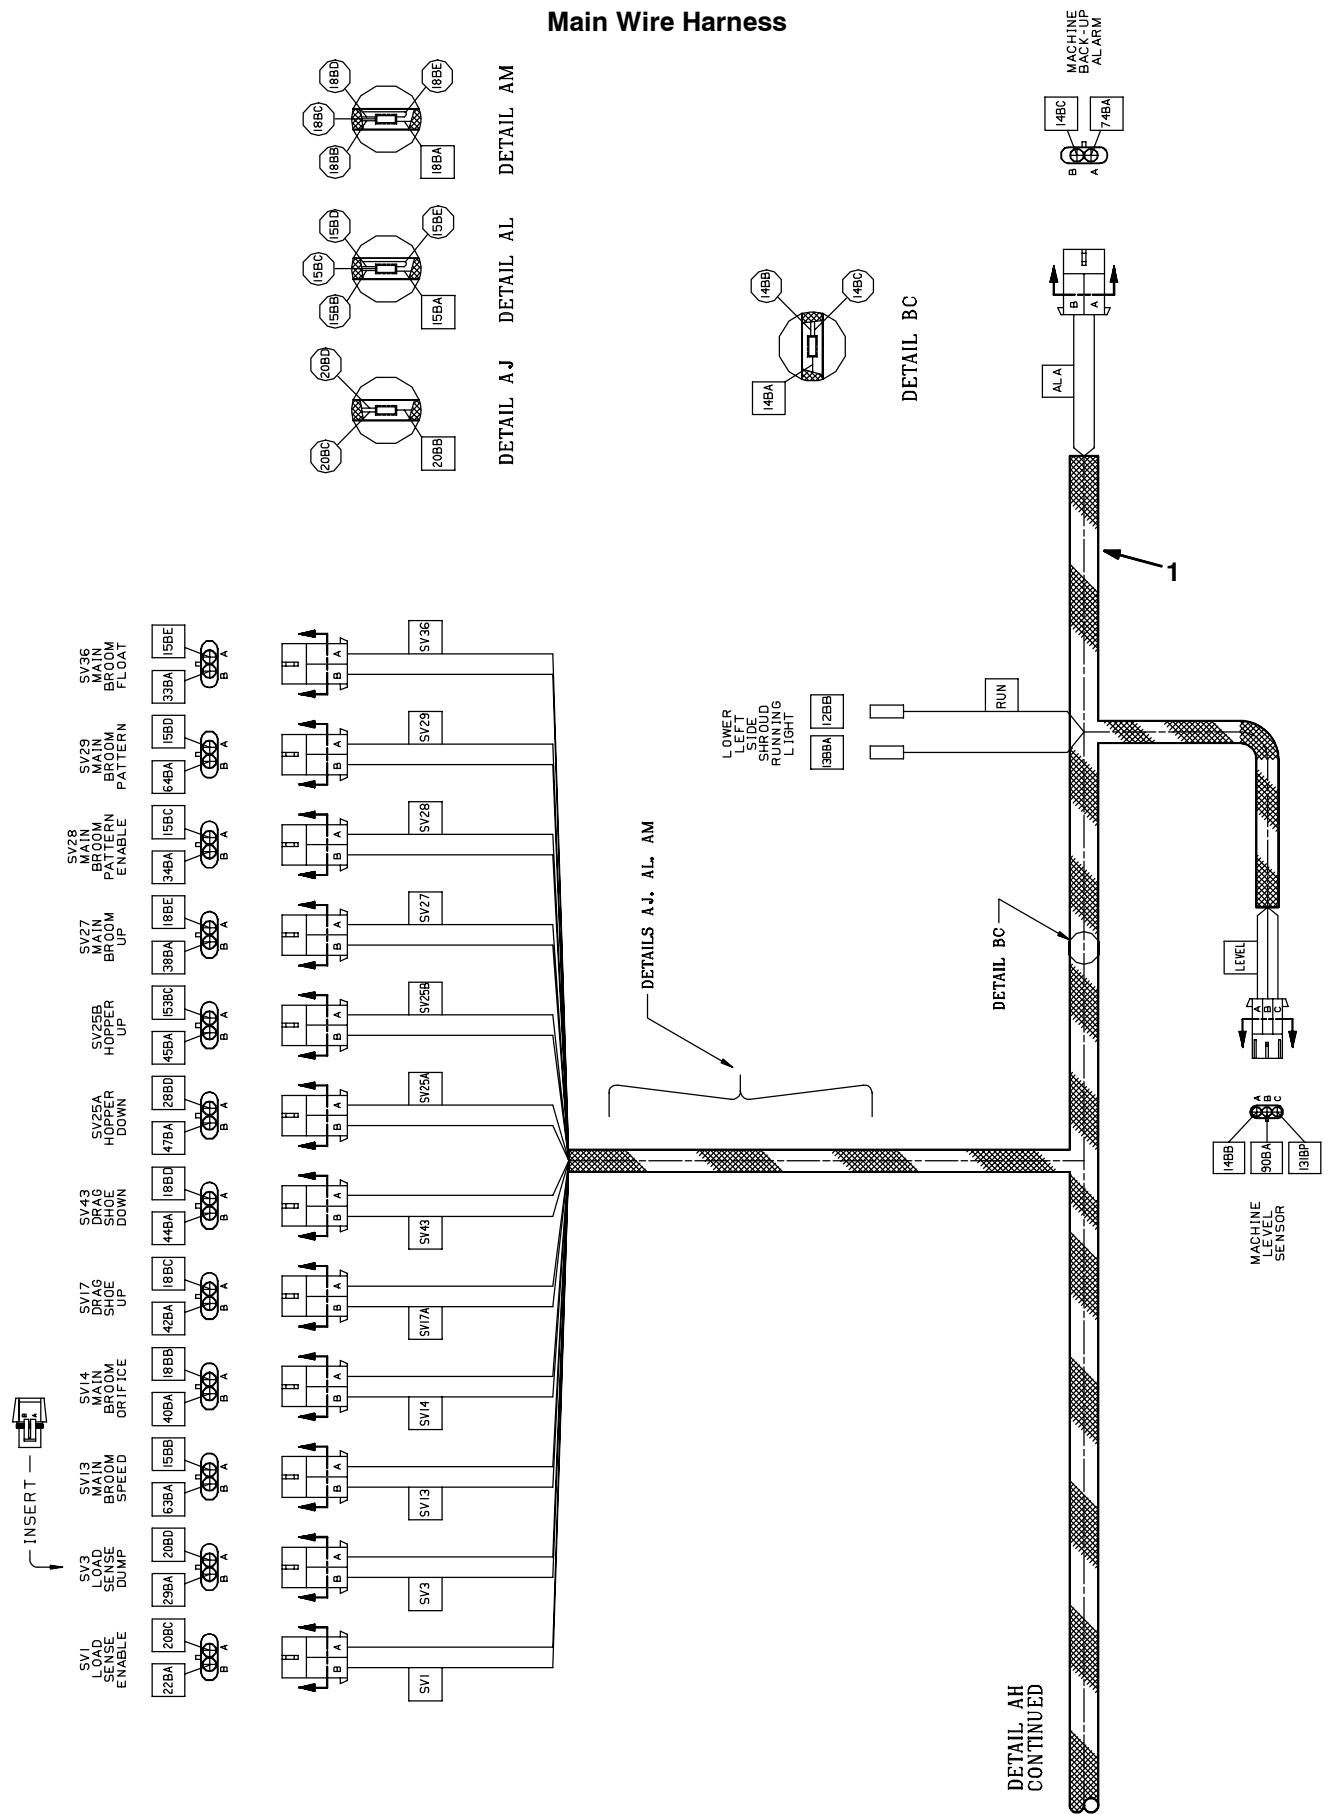 Main Wire Harness
18BD
18BE
18BC
18BB
18BA
DETAIL AM
15BD
15BE
15BC
15BB
15BA
DETAIL AL
20BD
20BC
20BB
DETAIL AJ
14BB
14BC
14BA
DETAIL BC
MACHINE
BACK-UP
ALARM
14BC
74BA
B
A
B
A
ALA
1
SV36
MAIN
BROOM
FLOAT
15BE
33BA
A
B
A
B
SV36
SV29
MAIN
BROOM
PATTERN
15BD
64BA
A
B
A
B
SV29
SV28
MAIN
BROOM
PATTERN
ENABLE
15BC
34BA
A
B
A
B
SV28
SV27
MAIN
BROOM
UP
18BE
38BA
A
B
A
B
SV27
SV25B
HOPPER
UP
153BC
45BA
A
B
A
B
SV25B
SV25A
HOPPER
DOWN
28BD
47BA
A
B
A
B
SV25A
SV43
DRAG
SHOE
DOWN
18BD
44BA
A
B
A
B
SV43
SV17
DRAG
SHOE
UP
18BC
42BA
A
B
A
B
SV17A
SV14
MAIN
BROOM
ORIFICE
18BB
40BA
A
B
A
B
SV14
SV13
MAIN
BROOM
SPEED
15BB
63BA
A
B
A
B
SV13
B
A
INSERT
SV3
LOAD
SENSE
DUMP
20BD
29BA
A
B
A
B
SV3
SV1
LOAD
SENSE
ENABLE
20BC
22BA
A
B
A
B
SV1
LOWER
LEFT
SIDE
SHROUD
RUNNING
LIGHT
112BB
13BBA
RUN
DETAILS AJ. AL. AM
DETAIL BC
LEVEL
A
B
C
A
B
C
14BB
90BA
131BP
MACHINE
LEVEL
SENSOR
DETAIL AH
CONTINUED